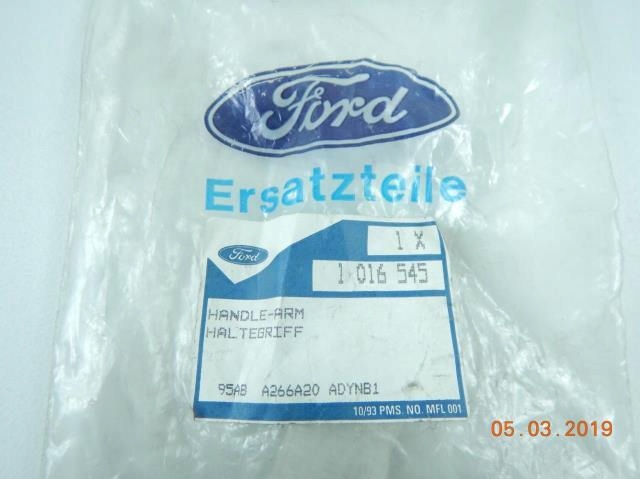 Ford
Ersatzteile
Ford
1 X
1 016 545
HANDLE-ARM
HALTEGRIFF
95AB A266A20 ADYNB1
10/93 PMS. NO. MFL 001
05.03.2019